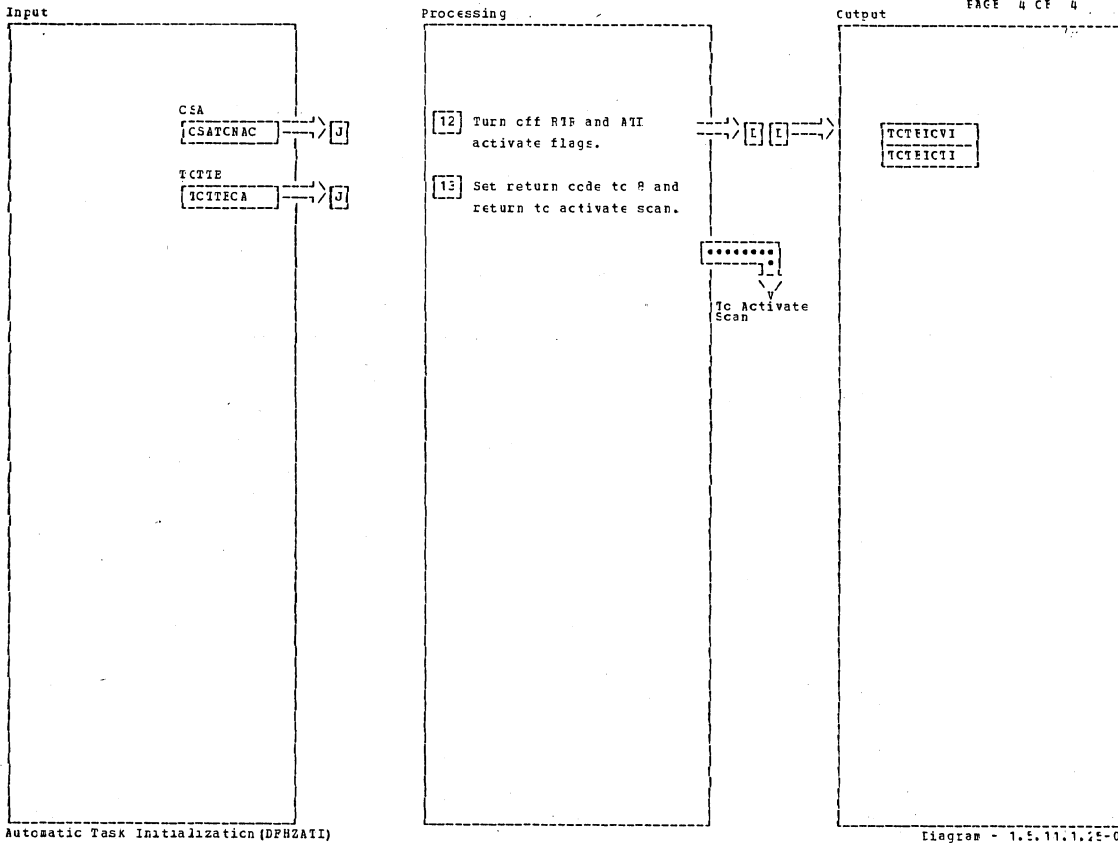 PAGE 4 OF 4
Input
Processing
Output
CSA
CSATCNAC
J
TCTTE
TCTTECA
J
12 Turn off RTR and ATI
activate flags.
13 Set return code to 8 and
return to activate scan.
To Activate
Scan
TCTEICVI
TCTEICTI
Automatic Task Initialization(DFHZATI)
Diagram - 1.5.11.1.25-0